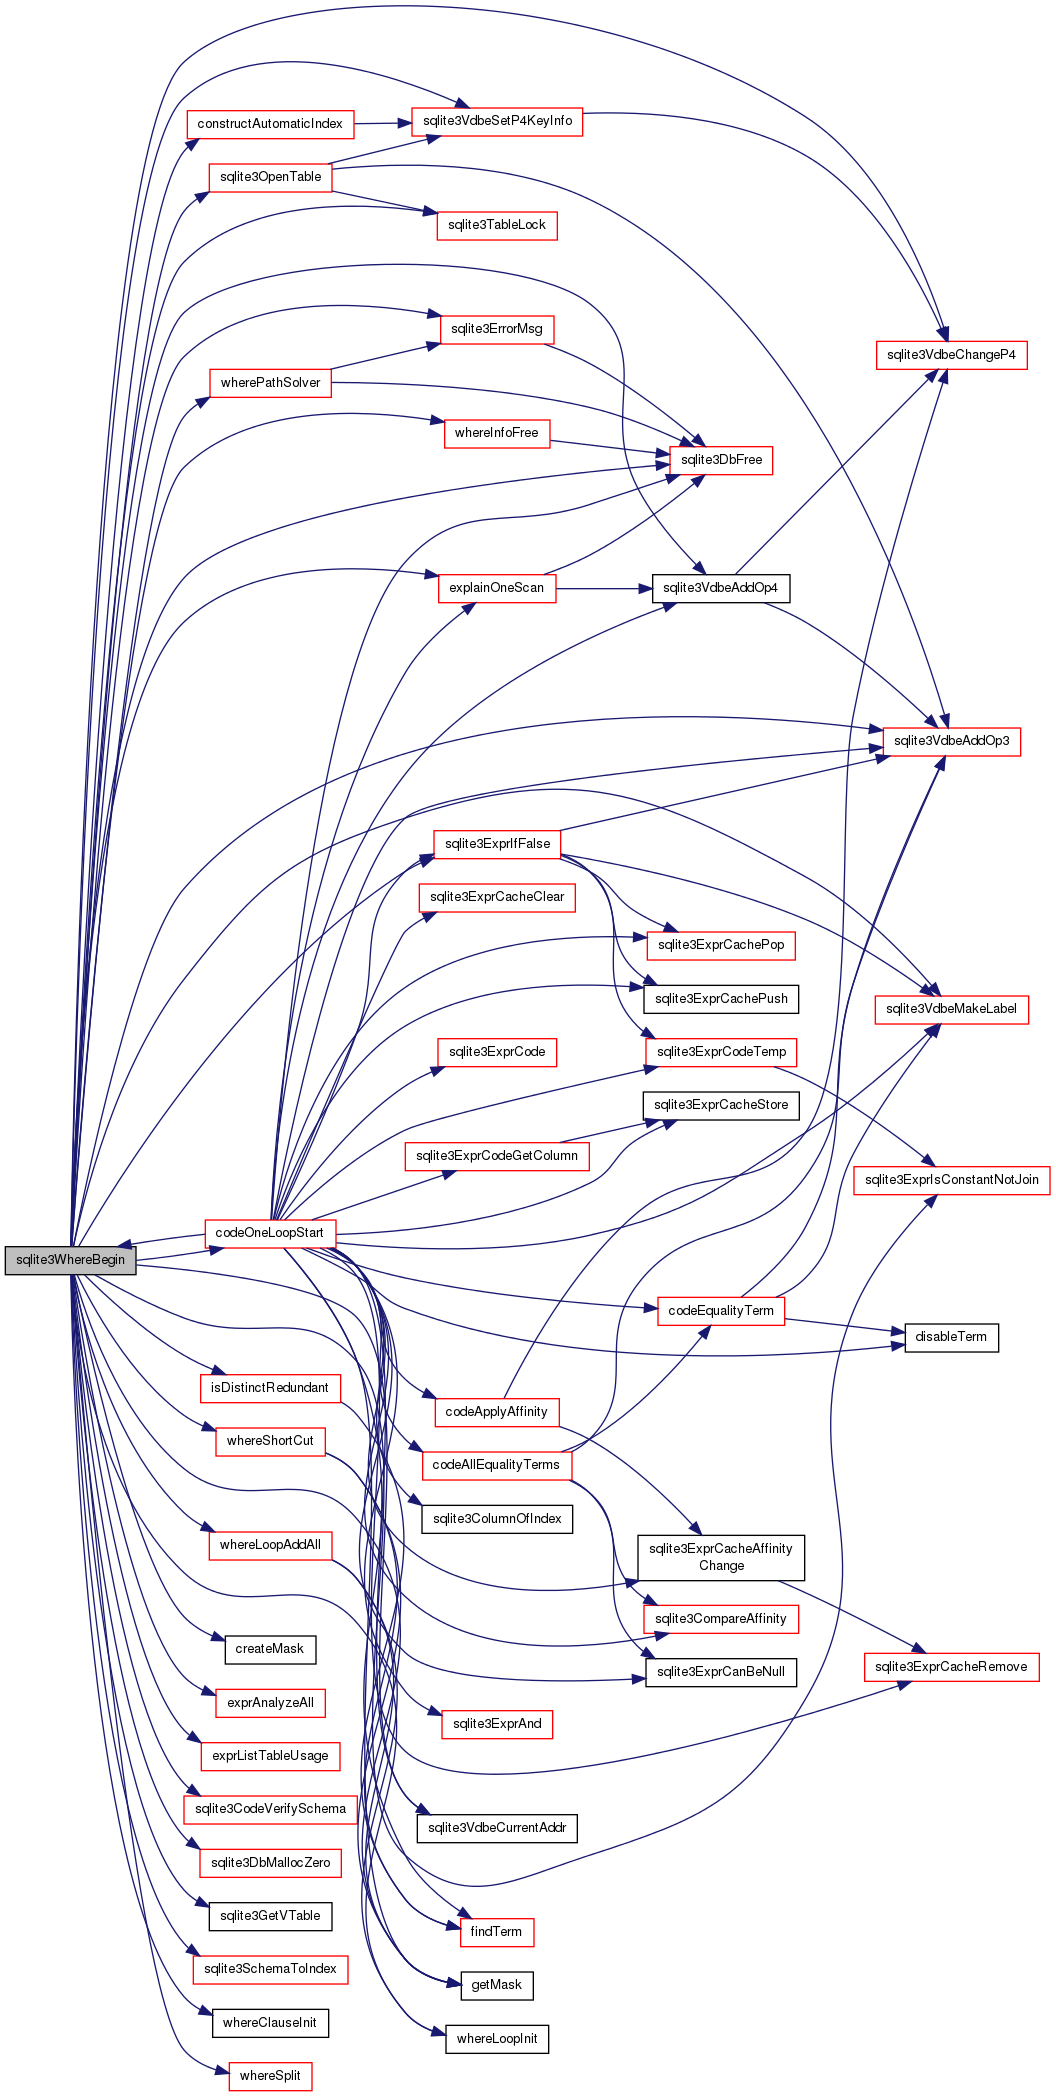 constructAutomaticIndex
sqlite3VdbeSetP4KeyInfo
sqlite3OpenTable
sqlite3TableLock
sqlite3ErrorMsg
sqlite3VdbeChangeP4
wherePathSolver
whereInfoFree
sqlite3DbFree
explainOneScan
sqlite3VdbeAddOp4
sqlite3VdbeAddOp3
sqlite3ExprIfFalse
sqlite3ExprCacheClear
sqlite3ExprCachePop
sqlite3ExprCachePush
sqlite3VdbeMakeLabel
sqlite3ExprCode
sqlite3ExprCodeTemp
sqlite3ExprCacheStore
sqlite3ExprCodeGetColumn
sqlite3ExprIsConstantNotJoin
codeOneLoopStart
sqlite3WhereBegin
codeEqualityTerm
disableTerm
isDistinctRedundant
codeApplyAffinity
whereShortCut
codeAllEqualityTerms
sqlite3ColumnOfIndex
whereLoopAddAll
sqlite3ExprCacheAffinity
Change
sqlite3CompareAffinity
createMask
sqlite3ExprCanBeNull
sqlite3ExprCacheRemove
exprAnalyzeAll
sqlite3ExprAnd
exprListTableUsage
sqlite3CodeVerifySchema
sqlite3VdbeCurrentAddr
sqlite3DbMallocZero
sqlite3GetVTable
findTerm
sqlite3SchemaToIndex
getMask
whereClauseInit
whereLoopInit
whereSplit